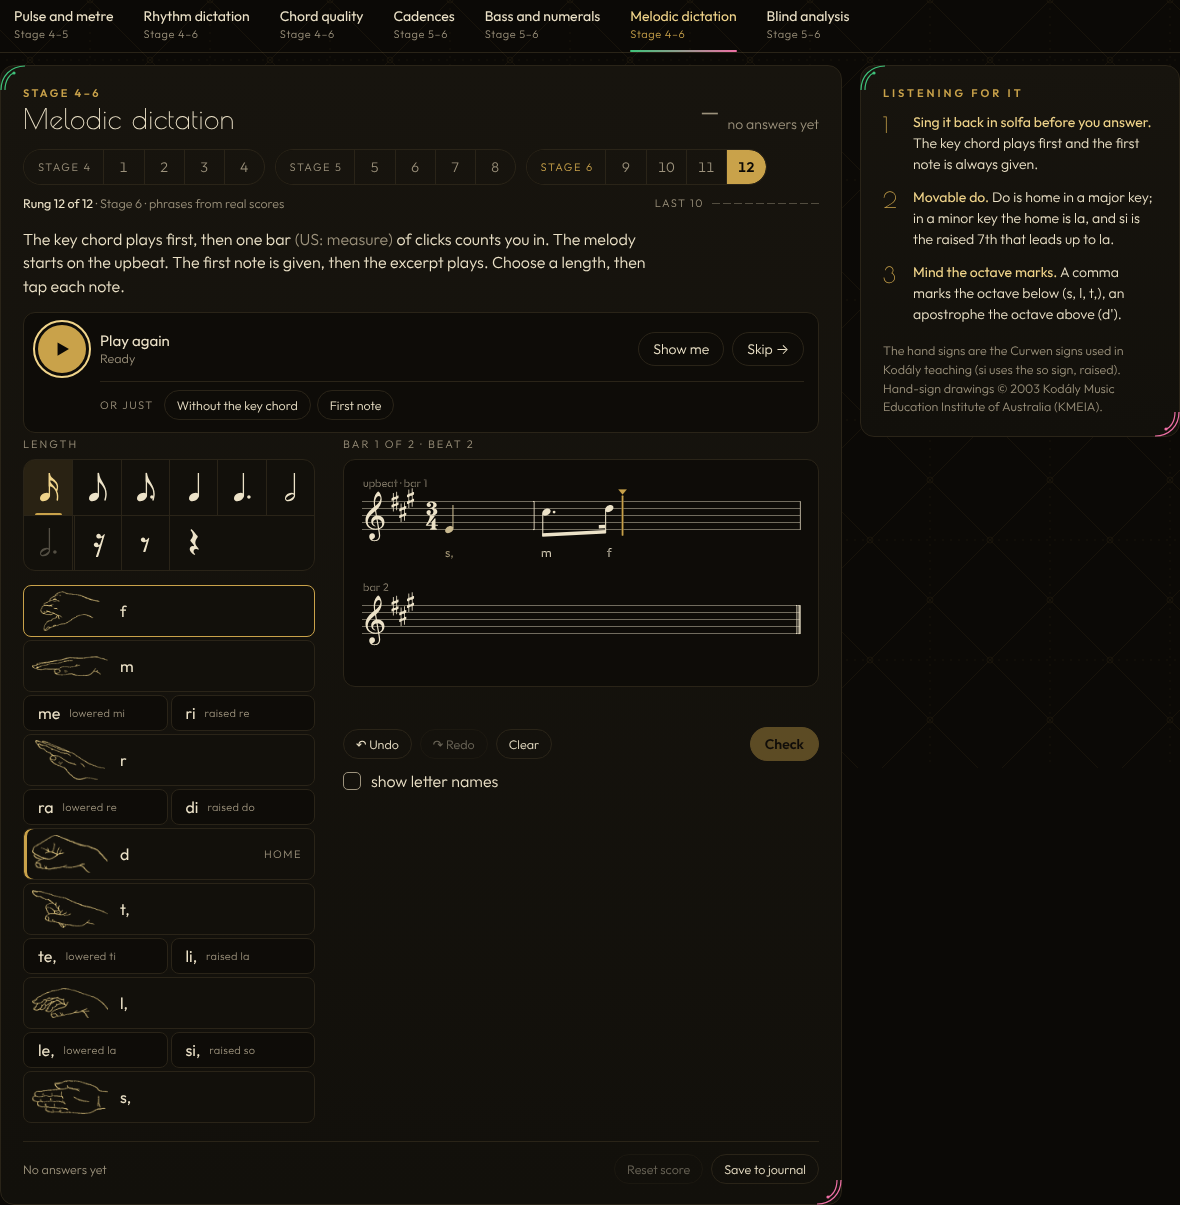 Pulse and metre
Stage 4–5
Rhythm dictation
Stage 4–6
Chord quality
Stage 4–6
Cadences
Stage 5–6
Bass and numerals
Stage 5–6
Melodic dictation
Stage 4–6
Blind analysis
Stage 5–6
STAGE 4–6
Melodic dictation
— no answers yet
STAGE 4 1 2 3 4
STAGE 5 5 6 7 8
STAGE 6 9 10 11 12
Rung 12 of 12 · Stage 6 · phrases from real scores
LAST 10
The key chord plays first, then one bar (US: measure) of clicks counts you in. The melody
starts on the upbeat. The first note is given, then the excerpt plays. Choose a length, then
tap each note.
Play again
Ready
Show me
Skip →
OR JUST
Without the key chord
First note
LENGTH
BAR 1 OF 2 · BEAT 2
upbeat · bar 1
3
4
s, m f
bar 2
f
m
me lowered mi
ri raised re
r
ra lowered re
di raised do
d HOME
t,
te, lowered ti
li, raised la
l,
le, lowered la
si, raised so
s,
↶ Undo
↷ Redo
Clear
Check
show letter names
No answers yet
Reset score
Save to journal
LISTENING FOR IT
1 Sing it back in solfa before you answer.
The key chord plays first and the first
note is always given.
2 Movable do. Do is home in a major key;
in a minor key the home is la, and si is
the raised 7th that leads up to la.
3 Mind the octave marks. A comma
marks the octave below (s, l, t,), an
apostrophe the octave above (d’).
The hand signs are the Curwen signs used in
Kodály teaching (si uses the so sign, raised).
Hand-sign drawings © 2003 Kodály Music
Education Institute of Australia (KMEIA).